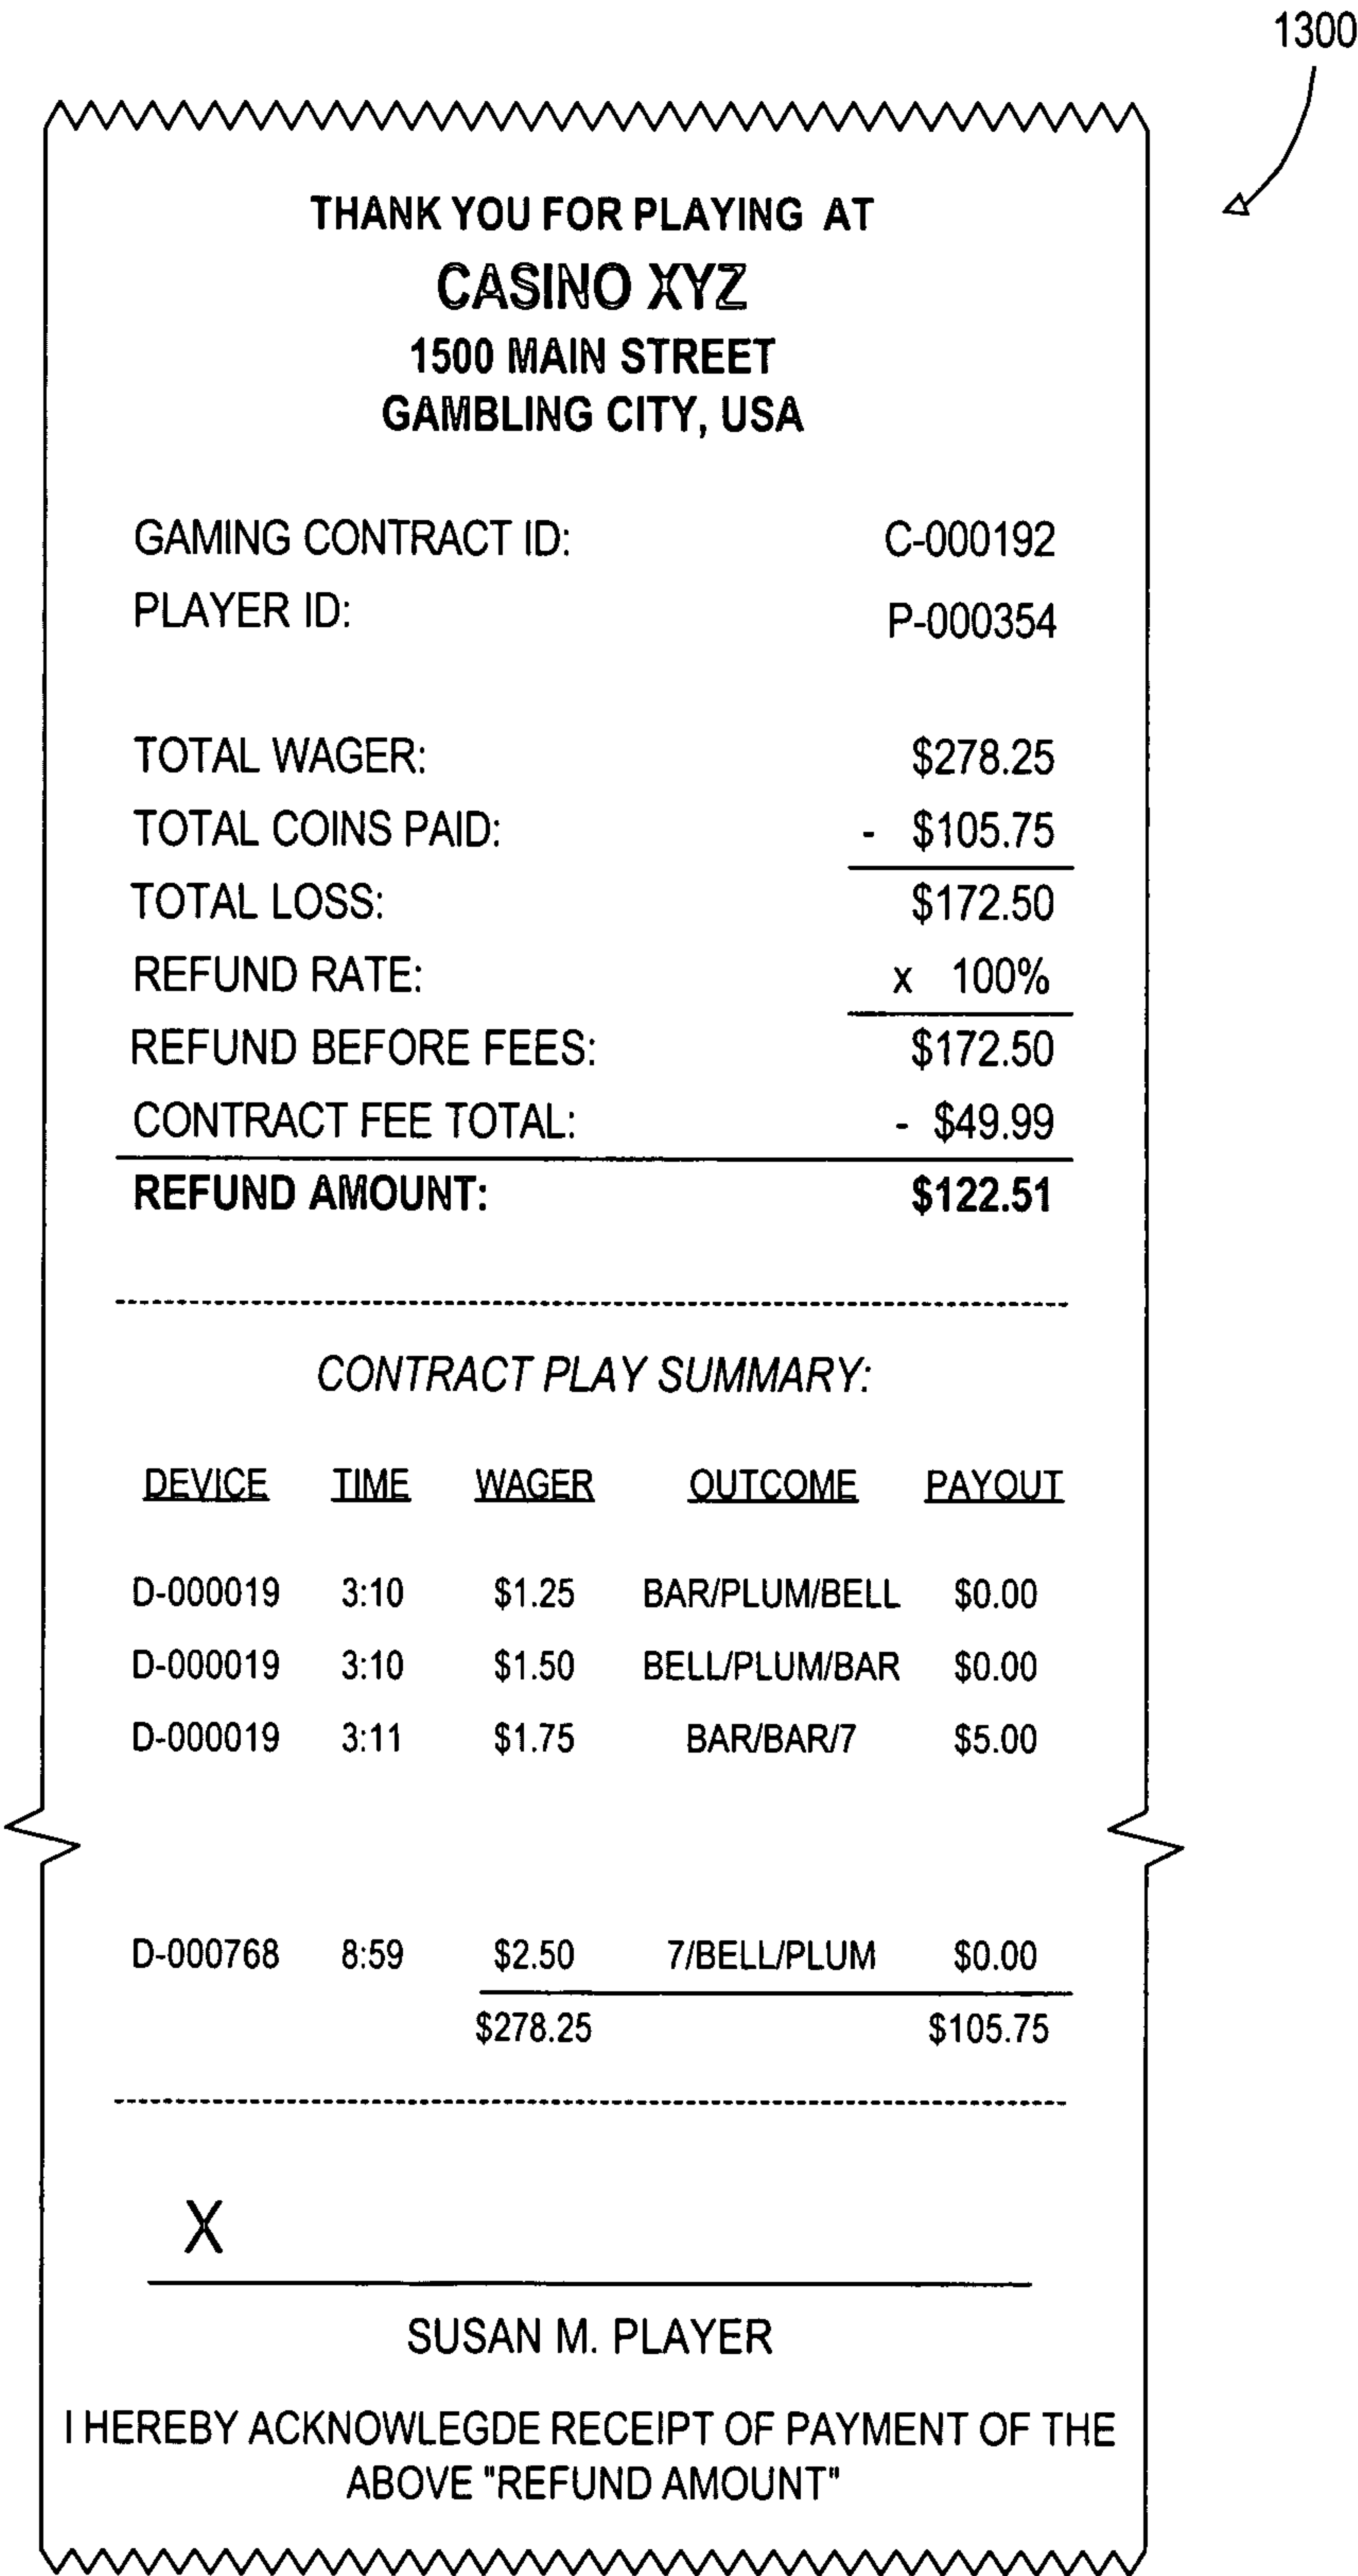 1300
THANK YOU FOR PLAYING AT
CASINO XYZ
1500 MAIN STREET
GAMBLING CITY, USA
GAMING CONTRACT ID: C-000192
PLAYER ID: P-000354
TOTAL WAGER: $278.25
TOTAL COINS PAID: - $105.75
TOTAL LOSS: $172.50
REFUND RATE: x 100%
REFUND BEFORE FEES: $172.50
CONTRACT FEE TOTAL: - $49.99
REFUND AMOUNT: $122.51
CONTRACT PLAY SUMMARY:
DEVICE TIME WAGER OUTCOME PAYOUT
D-000019 3:10 $1.25 BAR/PLUM/BELL $0.00
D-000019 3:10 $1.50 BELL/PLUM/BAR $0.00
D-000019 3:11 $1.75 BAR/BAR/7 $5.00
D-000768 8:59 $2.50 7/BELL/PLUM $0.00
$278.25 $105.75
X
SUSAN M. PLAYER
I HEREBY ACKNOWLEGDE RECEIPT OF PAYMENT OF THE
ABOVE "REFUND AMOUNT"